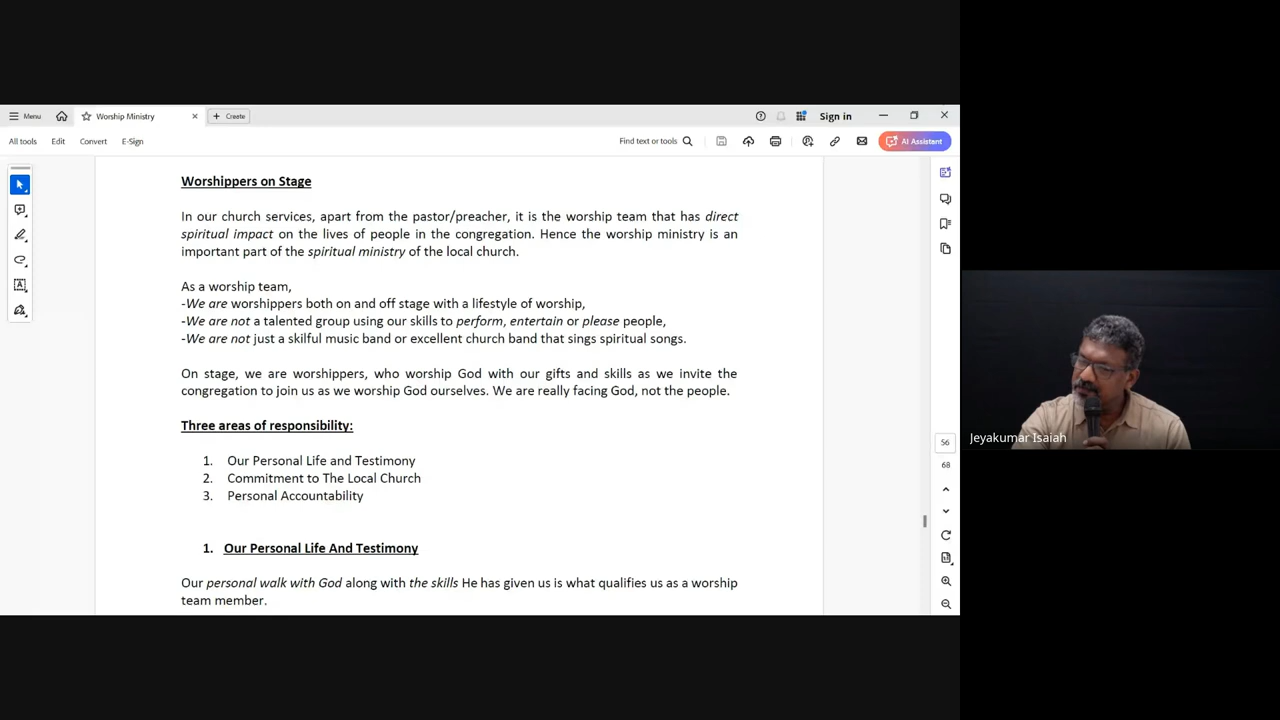 Menu
Worship Ministry
Create
Sign in
All tools
Edit
Convert
E-Sign
Find text or tools
AI Assistant
Worshippers on Stage
In our church services, apart from the pastor/preacher, it is the worship team that has direct
spiritual impact on the lives of people in the congregation. Hence the worship ministry is an
important part of the spiritual ministry of the local church.
As a worship team,
-We are worshippers both on and off stage with a lifestyle of worship,
-We are not a talented group using our skills to perform, entertain or please people,
-We are not just a skilful music band or excellent church band that sings spiritual songs.
On stage, we are worshippers, who worship God with our gifts and skills as we invite the
congregation to join us as we worship God ourselves. We are really facing God, not the people.
Three areas of responsibility:
1. Our Personal Life and Testimony
2. Commitment to The Local Church
3. Personal Accountability
1. Our Personal Life And Testimony
Our personal walk with God along with the skills He has given us is what qualifies us as a worship
team member.
56
68
Jeyakumar Isaiah